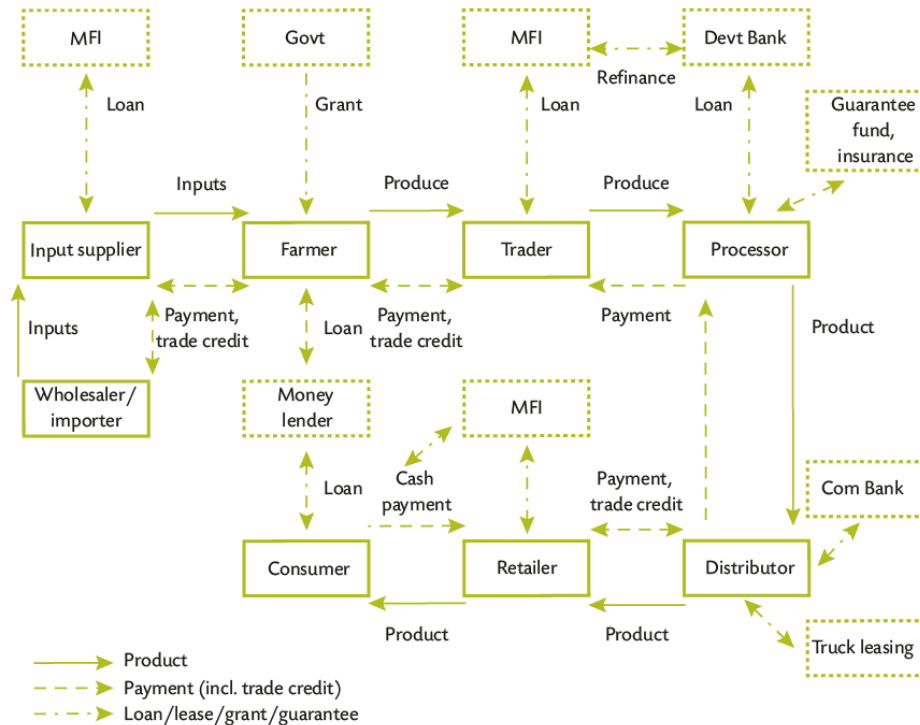 MFI
Govt
MFI
Devt Bank
Refinance
Loan
Grant
Loan
Loan
Guarantee
fund,
insurance
Inputs
Produce
Produce
Input supplier
Farmer
Trader
Processor
Inputs
Payment,
trade credit
Loan
Payment,
trade credit
Payment
Product
Wholesaler/
importer
Money
lender
MFI
Loan
Cash
payment
Payment,
trade credit
Com Bank
Consumer
Retailer
Distributor
Product
Product
Truck leasing
Product
Payment (incl. trade credit)
Loan/lease/grant/guarantee